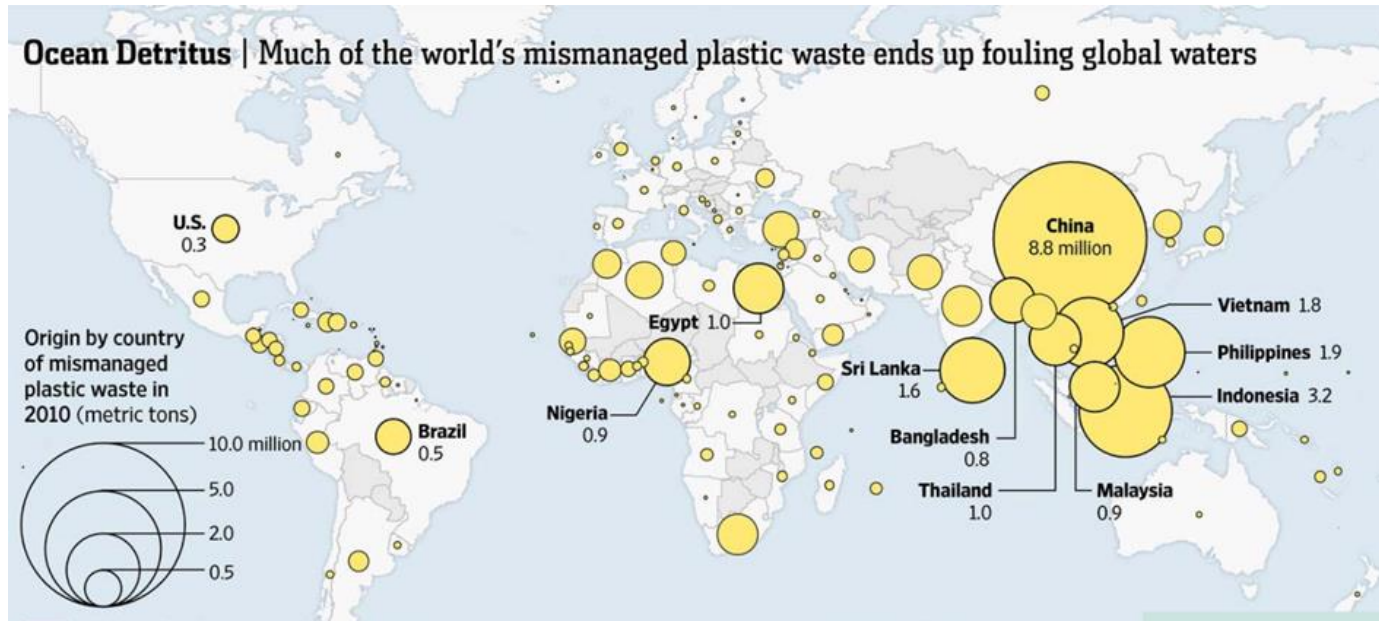 Ocean Detritus | Much of the world's mismanaged plastic waste ends up fouling global waters
U.S.
0.3
China
8.8 million
Vietnam 1.8
Egypt 1.0
Origin by country
of mismanaged
plastic waste in
2010 (metric tons)
Philippines 1.9
Sri Lanka
1.6
Indonesia 3.2
Nigeria
0.9
Brazil
0.5
Bangladesh
0.8
10.0 million
5.0
2.0
0.5
Thailand
1.0
Malaysia
0.9